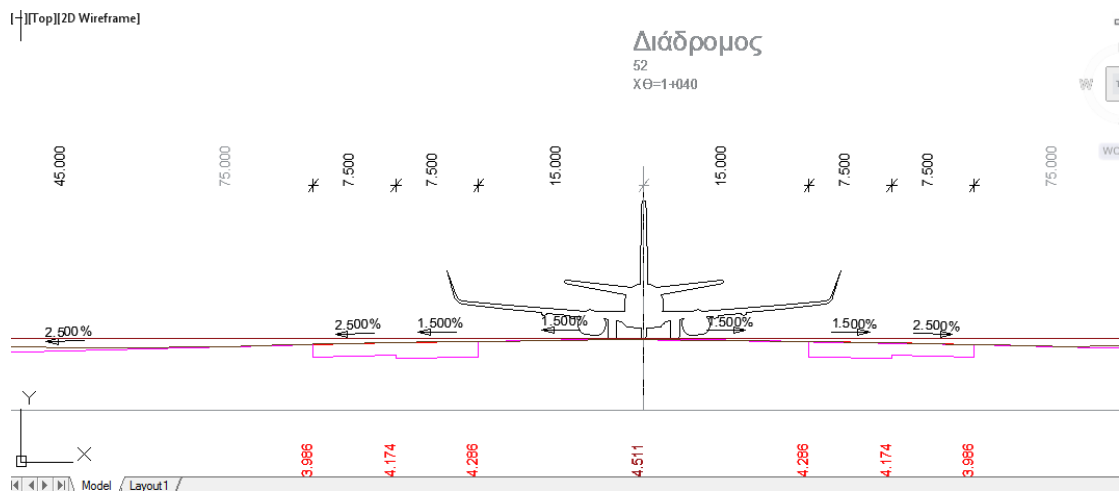 [-][Top][2D Wireframe]
Διάδρομος
52
ΧΘ=1+040
W
45.000 75.000 7.500 7.500 15.000 15.000 7.500 7.500 75.000
2.500% 2.500% 1.500% 1.500% 1.500% 1.500% 2.500%
Y
X
3.986 4.174 4.286 4.511 4.286 4.174 3.986
Model Layout1